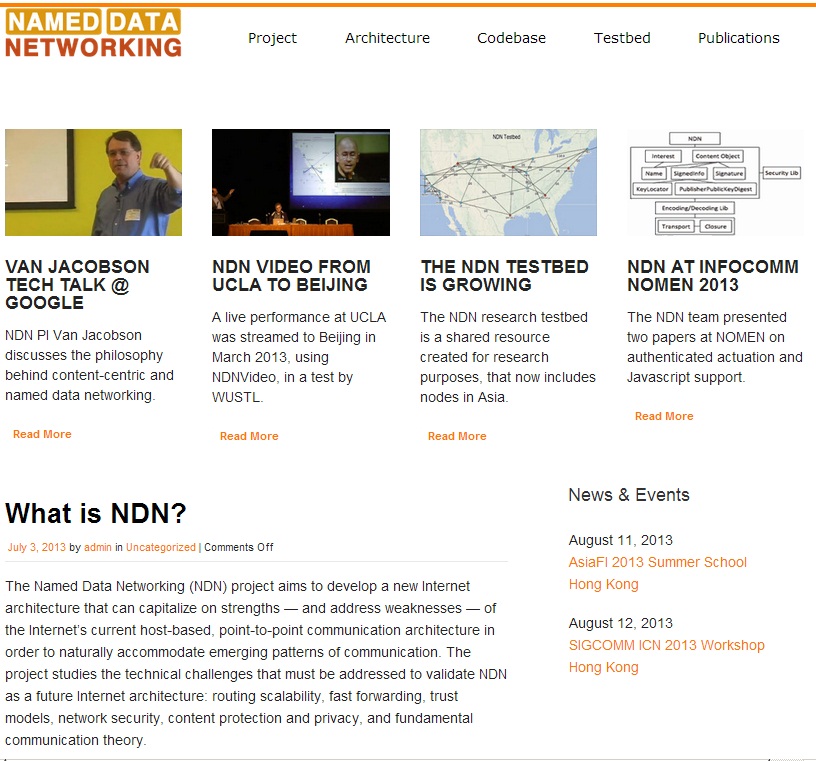 NAMED DATA
NETWORKING
Project Architecture Codebase Testbed Publications
NDN Testbed
NDN
Interest Content Object
Name SignedInfo Signature Security Lib
KeyLocator PublisherPublicKeyDigest
Encoding/Decoding Lib
Transport Closure
VAN JACOBSON
TECH TALK @
GOOGLE
NDN PI Van Jacobson
discusses the philosophy
behind content-centric and
named data networking.
Read More
NDN VIDEO FROM
UCLA TO BEIJING
A live performance at UCLA
was streamed to Beijing in
March 2013, using
NDNVideo, in a test by
WUSTL.
Read More
THE NDN TESTBED
IS GROWING
The NDN research testbed
is a shared resource
created for research
purposes, that now includes
nodes in Asia.
Read More
NDN AT INFOCOMM
NOMEN 2013
The NDN team presented
two papers at NOMEN on
authenticated actuation and
Javascript support.
Read More
What is NDN?
July 3, 2013 by admin in Uncategorized | Comments Off
The Named Data Networking (NDN) project aims to develop a new Internet
architecture that can capitalize on strengths — and address weaknesses — of
the Internet's current host-based, point-to-point communication architecture in
order to naturally accommodate emerging patterns of communication. The
project studies the technical challenges that must be addressed to validate NDN
as a future Internet architecture: routing scalability, fast forwarding, trust
models, network security, content protection and privacy, and fundamental
communication theory.
News & Events
August 11, 2013
AsiaFI 2013 Summer School
Hong Kong
August 12, 2013
SIGCOMM ICN 2013 Workshop
Hong Kong